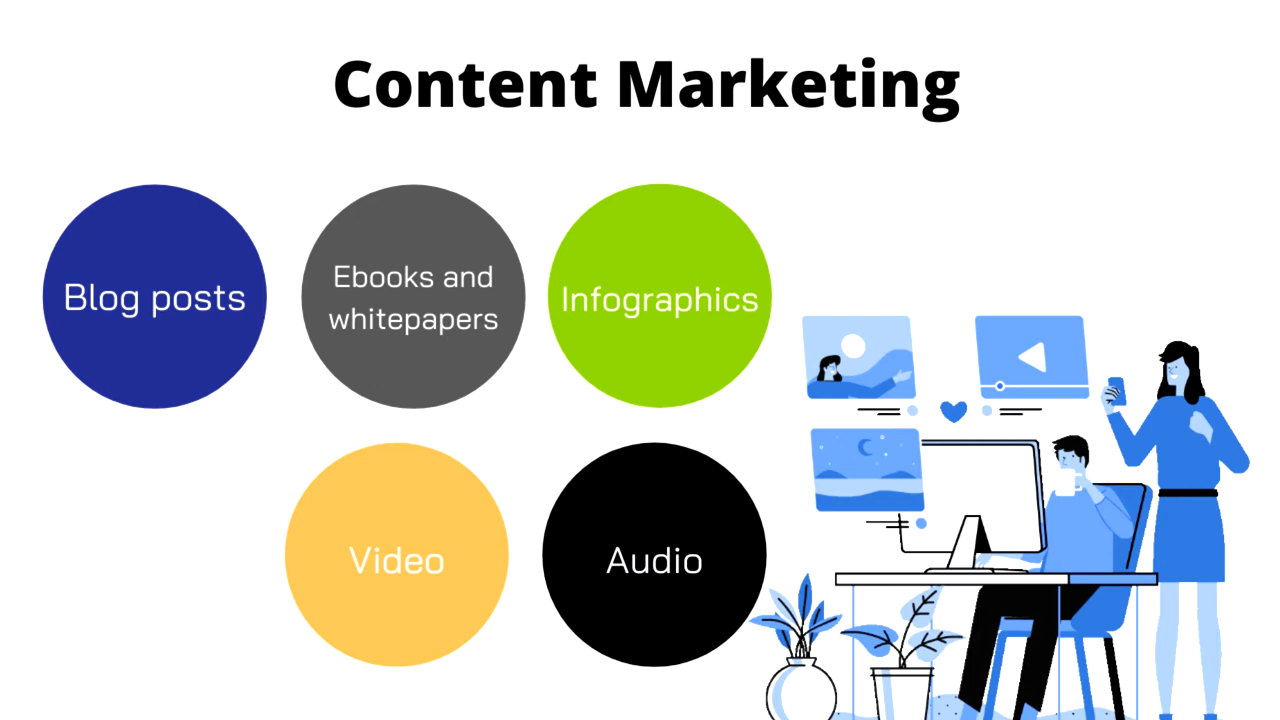 Content Marketing
Blog posts
Ebooks and
whitepapers
Infographics
Video
Audio